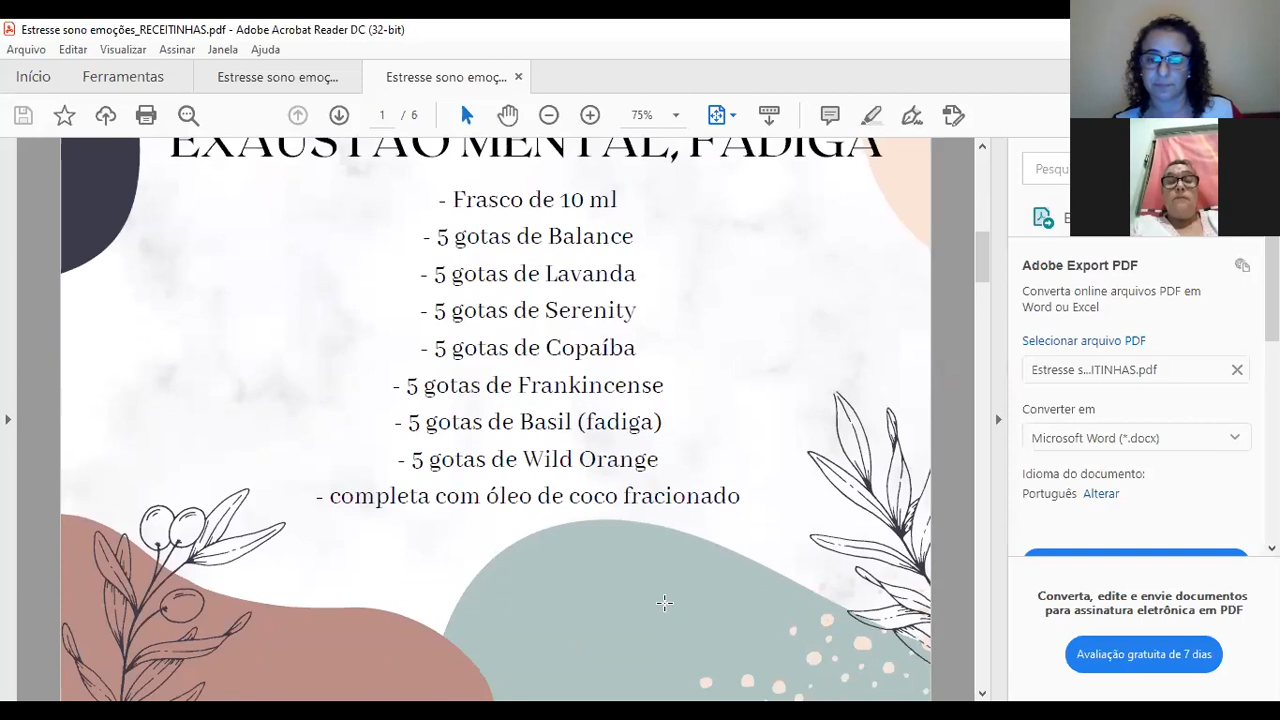 Estresse sono emoções_RECEITINHAS.pdf - Adobe Acrobat Reader DC (32-bit)
Arquivo Editar Visualizar Assinar Janela Ajuda
Início Ferramentas Estresse sono emoç... Estresse sono emoç... ×
1 / 6 75%
EXAUSTÃO MENTAL, FADIGA
- Frasco de 10 ml
- 5 gotas de Balance
- 5 gotas de Lavanda
- 5 gotas de Serenity
- 5 gotas de Copaíba
- 5 gotas de Frankincense
- 5 gotas de Basil (fadiga)
- 5 gotas de Wild Orange
- completa com óleo de coco fracionado
Pesqu
Adobe Export PDF
Converta online arquivos PDF em
Word ou Excel
Selecionar arquivo PDF
Estresse s...ITINHAS.pdf
Converter em
Microsoft Word (*.docx)
Idioma do documento:
Português Alterar
Converta, edite e envie documentos
para assinatura eletrônica em PDF
Avaliação gratuita de 7 dias